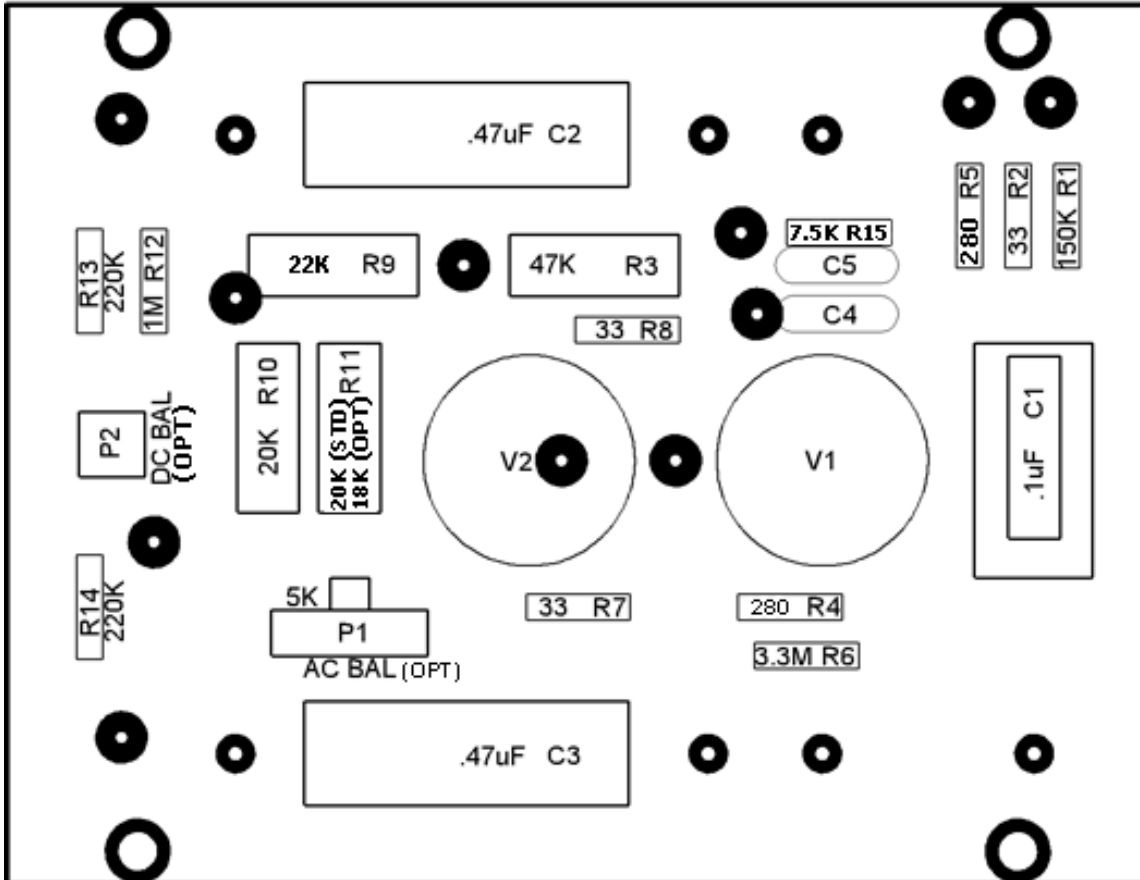 .47uF C2
280 R5
33 R2
150K R1
7.5K R15
C5
C4
R13
220K
1M R12
22K R9
47K R3
33 R8
20K R10
20K (STD) R11
18K (OPT)
P2
DC BAL
(OPT)
V2
V1
.1uF C1
R14
220K
5K
P1
AC BAL (OPT)
33 R7
280 R4
3.3M R6
.47uF C3